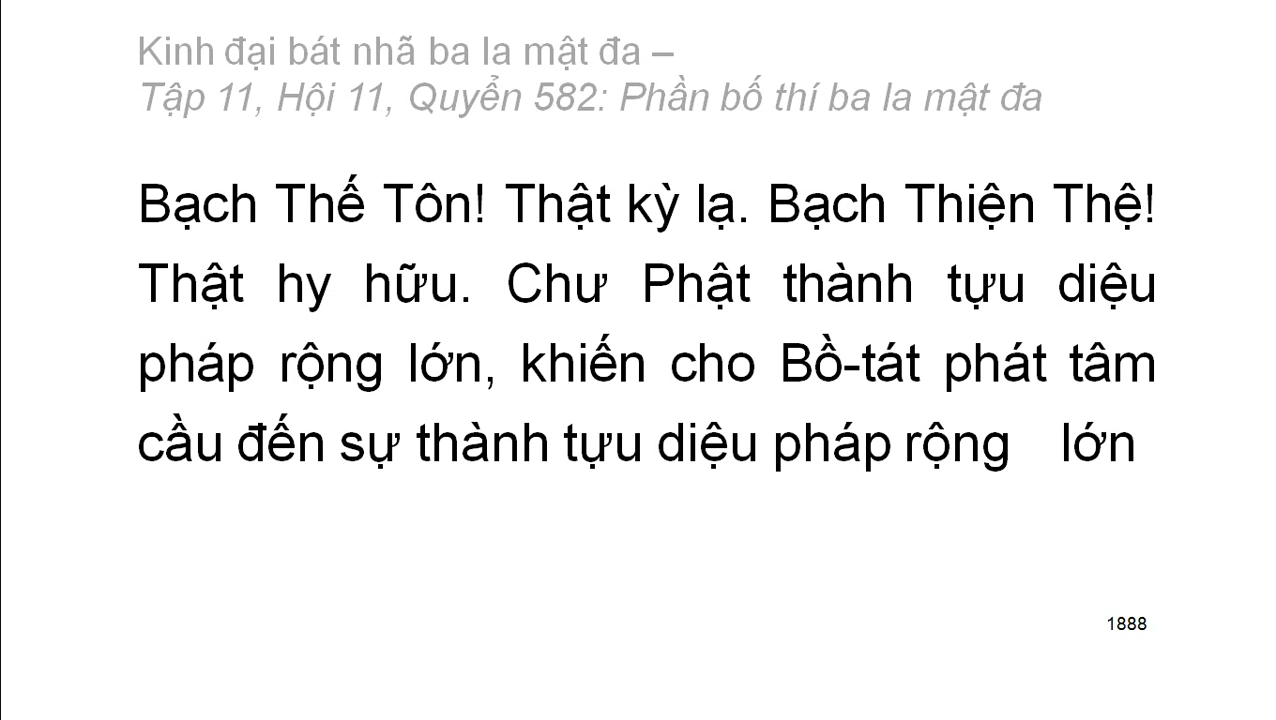 Kinh đại bát nhã ba la mật đa –
Tập 11, Hội 11, Quyển 582: Phần bố thí ba la mật đa
Bạch Thế Tôn! Thật kỳ lạ. Bạch Thiện Thệ!
Thật hy hữu. Chư Phật thành tựu diệu
pháp rộng lớn, khiến cho Bồ-tát phát tâm
cầu đến sự thành tựu diệu pháp rộng lớn
1888